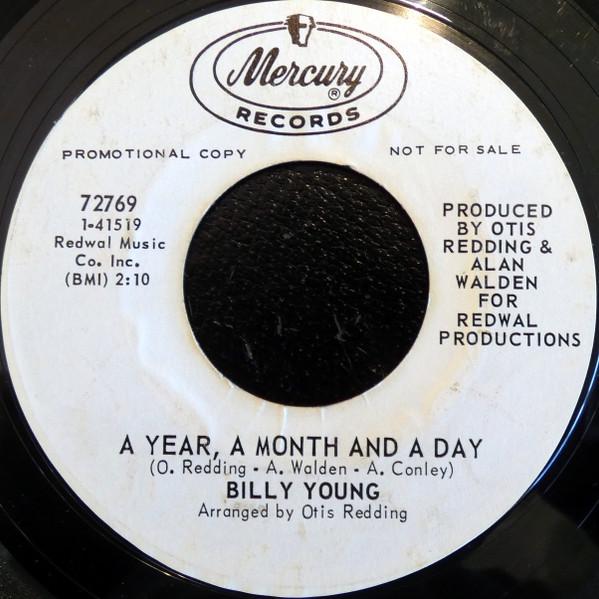 Mercury®
RECORDS
PROMOTIONAL COPY
NOT FOR SALE
72769
1-41519
Redwal Music
Co. Inc.
(BMI) 2:10
PRODUCED
BY OTIS
REDDING &
ALAN
WALDEN
FOR
REDWAL
PRODUCTIONS
A YEAR, A MONTH AND A DAY
(O. Redding - A. Walden - A. Conley)
BILLY YOUNG
Arranged by Otis Redding